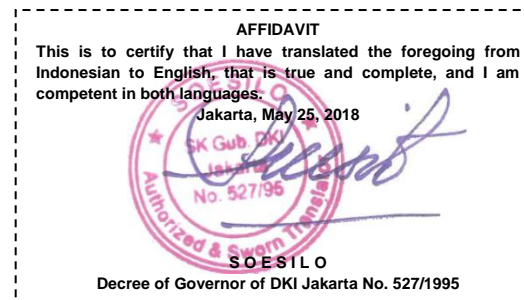 AFFIDAVIT
This is to certify that I have translated the foregoing from
Indonesian to English, that is true and complete, and I am
competent in both languages.
Jakarta, May 25, 2018
SOESILO
SK Gub. DKI
Jakarta
No. 527/95
Authorized & Sworn Translator
S O E S I L O
Decree of Governor of DKI Jakarta No. 527/1995